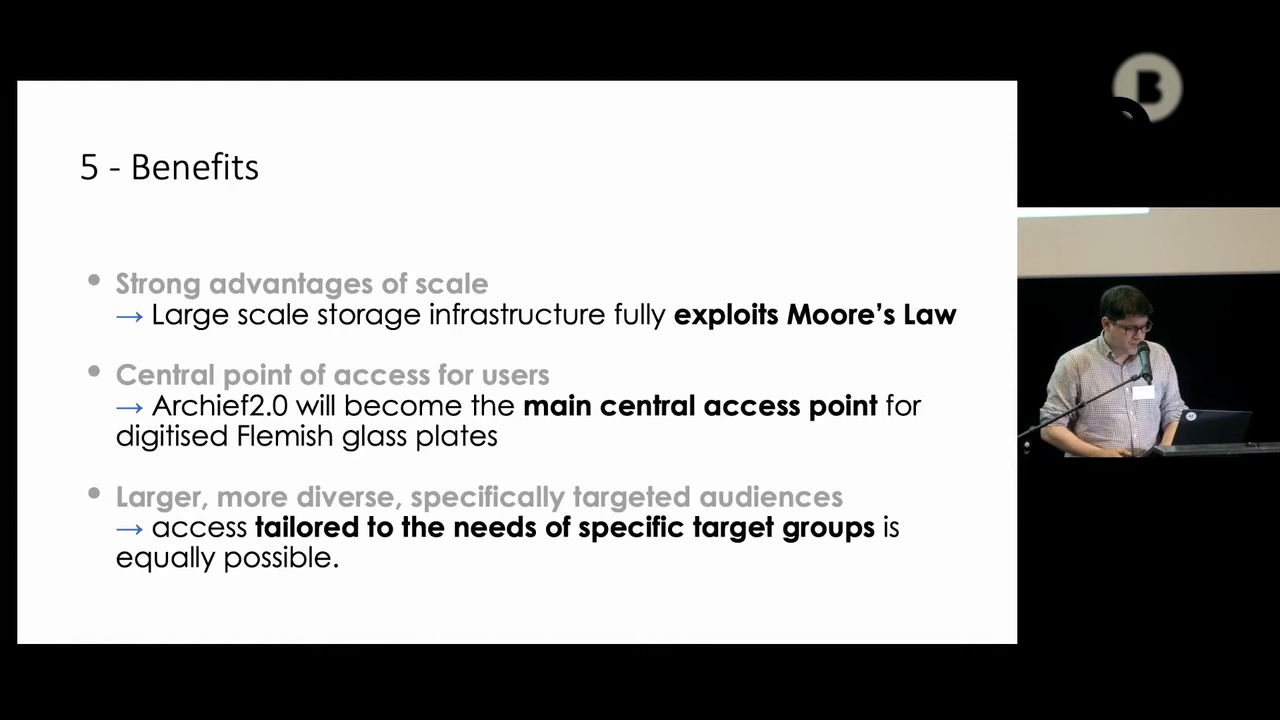 5 - Benefits
• Strong advantages of scale
→ Large scale storage infrastructure fully exploits Moore’s Law
• Central point of access for users
→ Archief2.0 will become the main central access point for
digitised Flemish glass plates
• Larger, more diverse, specifically targeted audiences
→ access tailored to the needs of specific target groups is
equally possible.
B